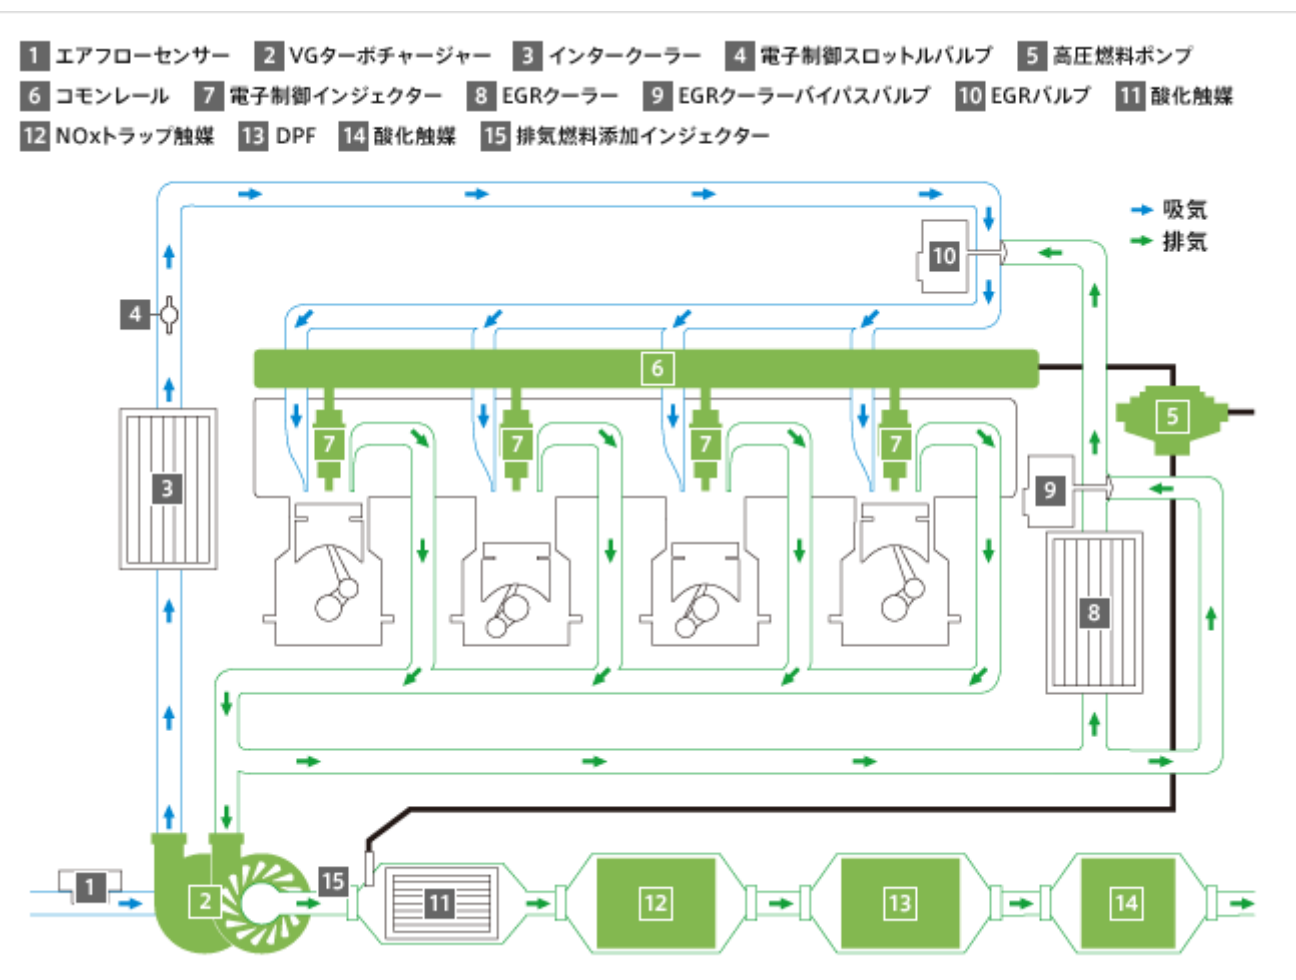 1 エアフローセンサー 2 VGターボチャージャー 3 インタークーラー 4 電子制御スロットルバルブ 5 高圧燃料ポンプ
6 コモンレール 7 電子制御インジェクター 8 EGRクーラー 9 EGRクーラーバイパスバルブ 10 EGRバルブ 11 酸化触媒
12 NOxトラップ触媒 13 DPF 14 酸化触媒 15 排気燃料添加インジェクター
吸気
排気
10
4
6
5
7 7 7 7
3
9
8
15
1
2
11
12
13
14